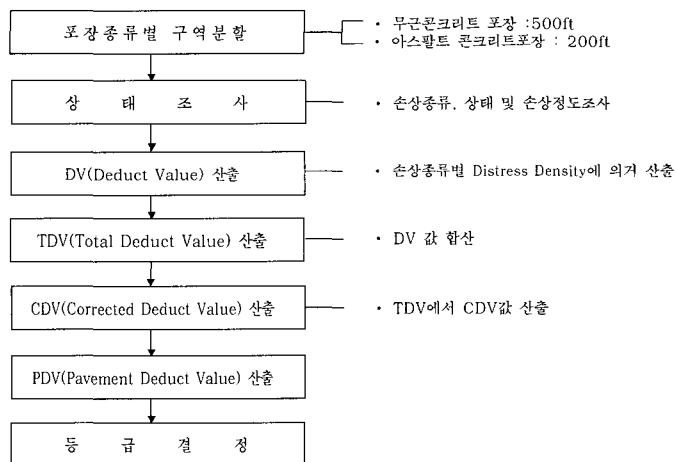 포장종류별 구역분할
· 무근콘크리트 포장 :500ft
· 아스팔트 콘크리트포장 : 200ft
상 태 조 사
· 손상종류, 상태 및 손상정도조사
DV(Deduct Value) 산출
· 손상종류별 Distress Density에 의거 산출
TDV(Total Deduct Value) 산출
· DV 값 합산
CDV(Corrected Deduct Value) 산출
· TDV에서 CDV값 산출
PDV(Pavement Deduct Value) 산출
등 급 결 정